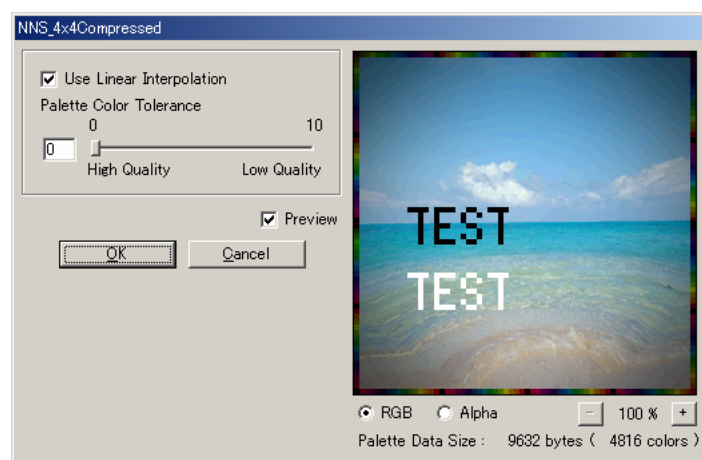 NNS_4x4Compressed
Use Linear Interpolation
Palette Color Tolerance
0 10
0
High Quality Low Quality
Preview
OK Cancel
TEST
TEST
RGB Alpha - 100 % +
Palette Data Size : 9632 bytes ( 4816 colors )